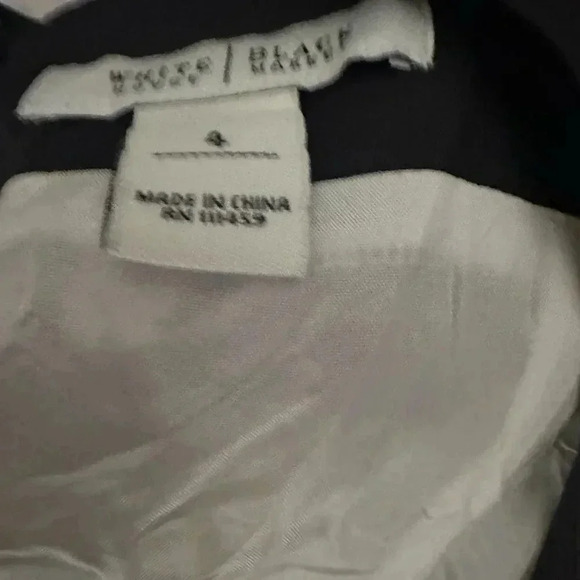 WHITE | BLACK
HOUSE MARKET
4
MADE IN CHINA
RN 111459